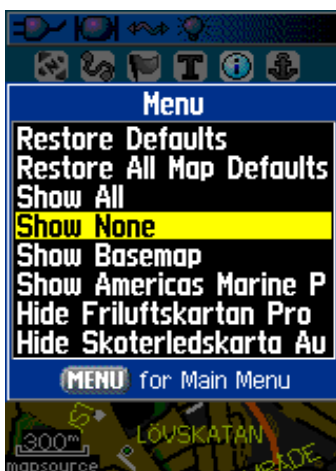 T
Menu
Restore Defaults
Restore All Map Defaults
Show All
Show None
Show Basemap
Show Americas Marine P
Hide Friluftskartan Pro
Hide Skoterledskarta Au
MENU for Main Menu
LÖVSKATAN
300m
mapsource